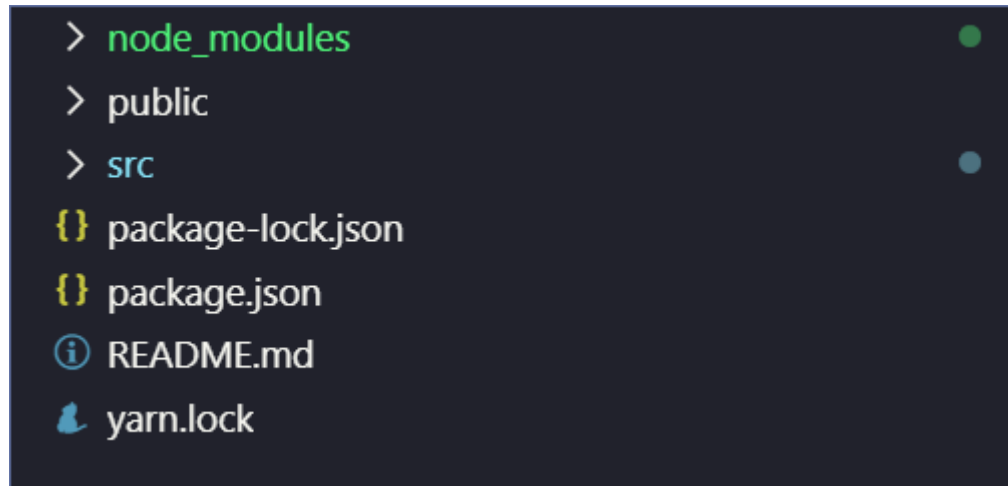 node_modules
public
src
package-lock.json
package.json
README.md
yarn.lock